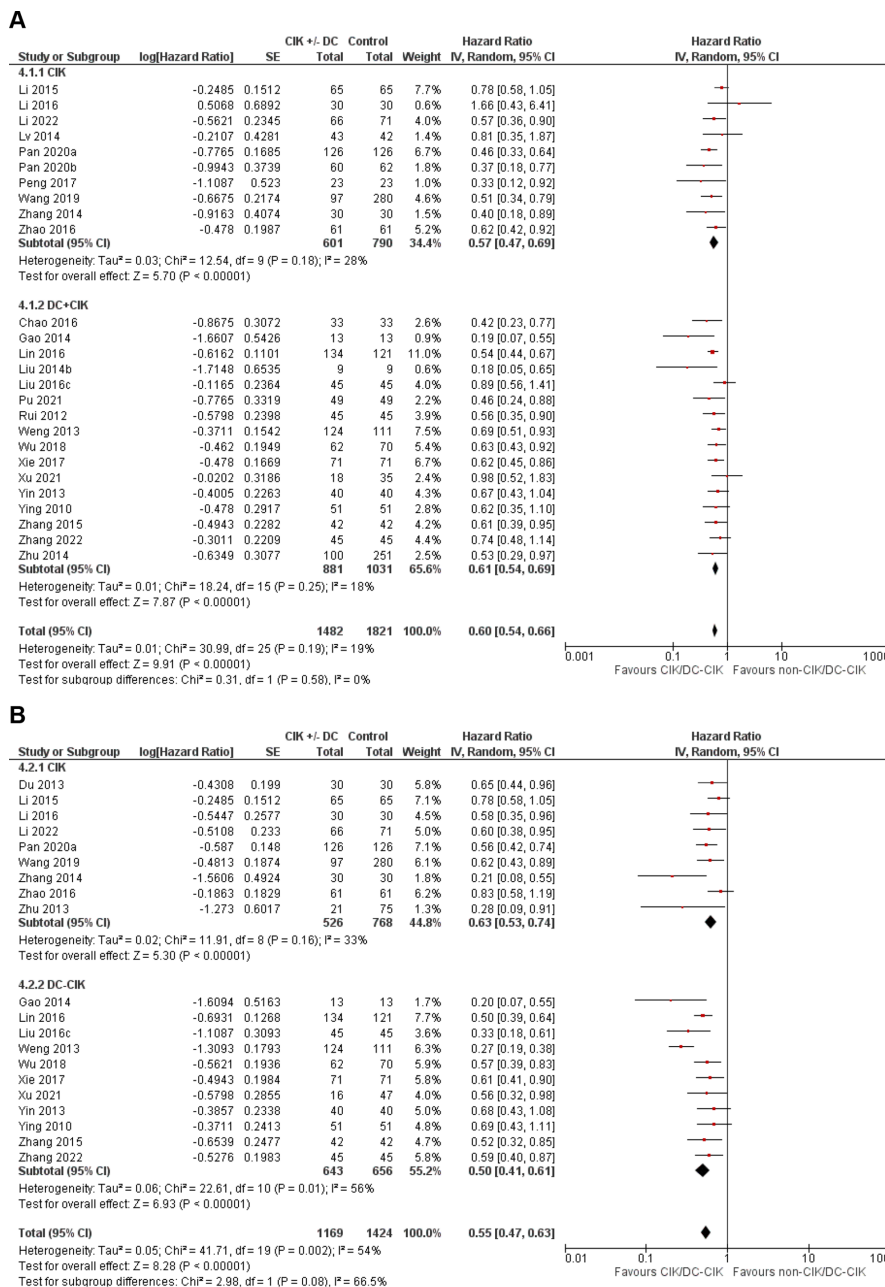 A
CIK +/- DC Control Hazard Ratio Hazard Ratio
Study or Subgroup log[Hazard Ratio] SE Total Total Weight IV, Random, 95% CI IV, Random, 95% CI
4.1.1 CIK
Li 2015 -0.2485 0.1512 65 65 7.7% 0.78 [0.58, 1.05]
Li 2016 0.5068 0.6892 30 30 0.6% 1.66 [0.43, 6.41]
Li 2022 -0.5621 0.2345 66 71 4.1% 0.57 [0.36, 0.90]
Lv 2014 -0.2107 0.4281 43 42 1.4% 0.81 [0.35, 1.87]
Pan 2020a -0.7765 0.1685 126 126 6.7% 0.46 [0.33, 0.64]
Pan 2020b -0.9943 0.3739 60 62 1.8% 0.37 [0.18, 0.77]
Peng 2017 -1.1087 0.523 23 23 1.0% 0.33 [0.12, 0.92]
Wang 2019 -0.6675 0.2174 97 280 4.6% 0.51 [0.34, 0.79]
Zhang 2014 -0.9163 0.4074 30 30 1.5% 0.40 [0.18, 0.89]
Zhao 2016 -0.478 0.1987 61 61 5.2% 0.62 [0.42, 0.92]
Subtotal (95% CI) 601 790 34.4% 0.57 [0.47, 0.69]
Heterogeneity: Tau² = 0.03; Chi² = 12.54, df = 9 (P = 0.18); I² = 28%
Test for overall effect: Z = 5.70 (P < 0.00001)
4.1.2 DC+CIK
Chao 2016 -0.8675 0.3072 33 33 2.6% 0.42 [0.23, 0.77]
Gao 2014 -1.6607 0.5426 13 13 0.9% 0.19 [0.07, 0.55]
Lin 2016 -0.6162 0.1101 134 121 11.0% 0.54 [0.44, 0.67]
Liu 2014b -1.7148 0.6535 9 9 0.6% 0.18 [0.05, 0.65]
Liu 2016c -0.1165 0.2364 45 45 4.0% 0.89 [0.56, 1.41]
Pu 2021 -0.7765 0.3319 49 49 2.3% 0.46 [0.24, 0.88]
Rui 2012 -0.5798 0.2398 45 45 3.9% 0.56 [0.35, 0.90]
Weng 2013 -0.3711 0.1542 124 111 7.5% 0.69 [0.51, 0.93]
Wu 2018 -0.462 0.1949 62 70 5.4% 0.63 [0.43, 0.92]
Xie 2017 -0.478 0.1669 71 71 6.7% 0.62 [0.45, 0.86]
Xu 2021 -0.0202 0.3186 18 35 2.4% 0.98 [0.52, 1.83]
Yin 2013 -0.4005 0.2263 40 40 4.3% 0.67 [0.43, 1.04]
Ying 2010 -0.478 0.2917 51 51 2.8% 0.62 [0.35, 1.10]
Zhang 2015 -0.4943 0.2282 42 42 4.2% 0.61 [0.39, 0.95]
Zhang 2022 -0.3011 0.2209 45 45 4.4% 0.74 [0.48, 1.14]
Zhu 2014 -0.6349 0.3077 100 251 2.5% 0.53 [0.29, 0.97]
Subtotal (95% CI) 881 1031 65.6% 0.61 [0.54, 0.69]
Heterogeneity: Tau² = 0.01; Chi² = 18.24, df = 15 (P = 0.25); I² = 18%
Test for overall effect: Z = 7.87 (P < 0.00001)
Total (95% CI) 1482 1821 100.0% 0.60 [0.54, 0.66]
Heterogeneity: Tau² = 0.01; Chi² = 30.99, df = 25 (P = 0.19); I² = 19%
0.001 0.1 1 10 1000
Test for overall effect: Z = 9.91 (P < 0.00001)
Favours CIK/DC-CIK Favours non-CIK/DC-CIK
Test for subgroup differences: Chi² = 0.31, df = 1 (P = 0.58), I² = 0%
B
CIK +/- DC Control Hazard Ratio Hazard Ratio
Study or Subgroup log[Hazard Ratio] SE Total Total Weight IV, Random, 95% CI IV, Random, 95% CI
4.2.1 CIK
Du 2013 -0.4308 0.199 30 30 5.8% 0.65 [0.44, 0.96]
Li 2015 -0.2485 0.1512 65 65 7.1% 0.78 [0.58, 1.05]
Li 2016 -0.5447 0.2577 30 30 4.5% 0.58 [0.35, 0.96]
Li 2022 -0.5108 0.233 66 71 5.0% 0.60 [0.38, 0.95]
Pan 2020a -0.587 0.148 126 126 7.1% 0.56 [0.42, 0.74]
Wang 2019 -0.4813 0.1874 97 280 6.1% 0.62 [0.43, 0.89]
Zhang 2014 -1.5606 0.4924 30 30 1.8% 0.21 [0.08, 0.55]
Zhao 2016 -0.1863 0.1829 61 61 6.2% 0.83 [0.58, 1.19]
Zhu 2013 -1.273 0.6017 21 75 1.3% 0.28 [0.09, 0.91]
Subtotal (95% CI) 526 768 44.8% 0.63 [0.53, 0.74]
Heterogeneity: Tau² = 0.02; Chi² = 11.91, df = 8 (P = 0.16); I² = 33%
Test for overall effect: Z = 5.30 (P < 0.00001)
4.2.2 DC-CIK
Gao 2014 -1.6094 0.5163 13 13 1.7% 0.20 [0.07, 0.55]
Lin 2016 -0.6931 0.1268 134 121 7.7% 0.50 [0.39, 0.64]
Liu 2016c -1.1087 0.3093 45 45 3.6% 0.33 [0.18, 0.61]
Weng 2013 -1.3093 0.1793 124 111 6.3% 0.27 [0.19, 0.38]
Wu 2018 -0.5621 0.1936 62 70 5.9% 0.57 [0.39, 0.83]
Xie 2017 -0.4943 0.1984 71 71 5.8% 0.61 [0.41, 0.90]
Xu 2021 -0.5798 0.2855 16 47 4.0% 0.56 [0.32, 0.98]
Yin 2013 -0.3857 0.2338 40 40 5.0% 0.68 [0.43, 1.08]
Ying 2010 -0.3711 0.2413 51 51 4.8% 0.69 [0.43, 1.11]
Zhang 2015 -0.6539 0.2477 42 42 4.7% 0.52 [0.32, 0.85]
Zhang 2022 -0.5276 0.1983 45 45 5.8% 0.59 [0.40, 0.87]
Subtotal (95% CI) 643 656 55.2% 0.50 [0.41, 0.61]
Heterogeneity: Tau² = 0.06; Chi² = 22.61, df = 10 (P = 0.01); I² = 56%
Test for overall effect: Z = 6.93 (P < 0.00001)
Total (95% CI) 1169 1424 100.0% 0.55 [0.47, 0.63]
Heterogeneity: Tau² = 0.05; Chi² = 41.71, df = 19 (P = 0.002); I² = 54%
0.01 0.1 1 10 100
Test for overall effect: Z = 8.28 (P < 0.00001)
Favours CIK/DC-CIK Favours non-CIK/DC-CIK
Test for subgroup differences: Chi² = 2.98, df = 1 (P = 0.08), I² = 66.5%